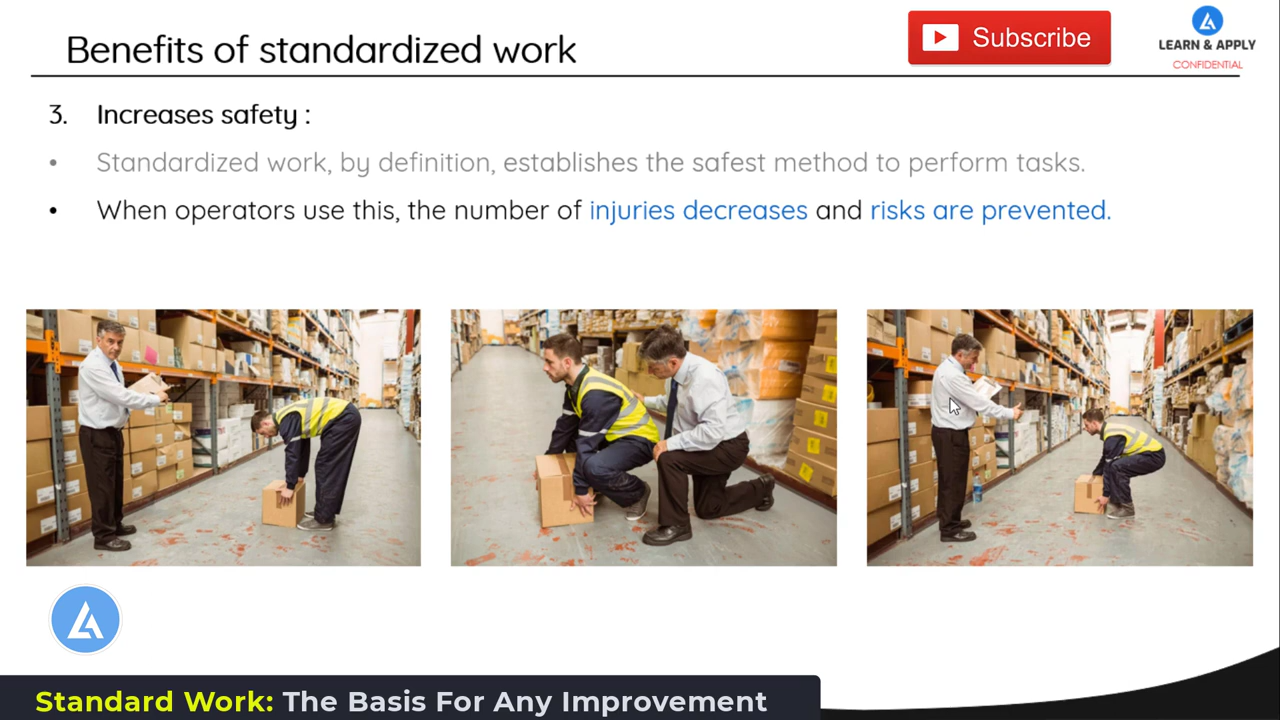 Benefits of standardized work
Subscribe
LEARN & APPLY
CONFIDENTIAL
3. Increases safety :
• Standardized work, by definition, establishes the safest method to perform tasks.
• When operators use this, the number of injuries decreases and risks are prevented.
Standard Work: The Basis For Any Improvement